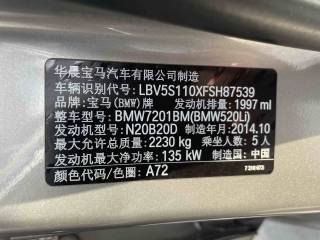 华晨宝马汽车有限公司制造
车辆识别代号: LBV5S110XFSH87539
品牌: 宝马(BMW)牌 发动机排量: 1997 ml
整车型号: BMW7201BM(BMW520Li)
发动机型号: N20B20D 制造年月: 2014.10
最大允许总质量: 2230 kg 乘坐人数: 5人
发动机最大净功率: 135 kW 制造国: 中国
颜色代码/色圈: A72